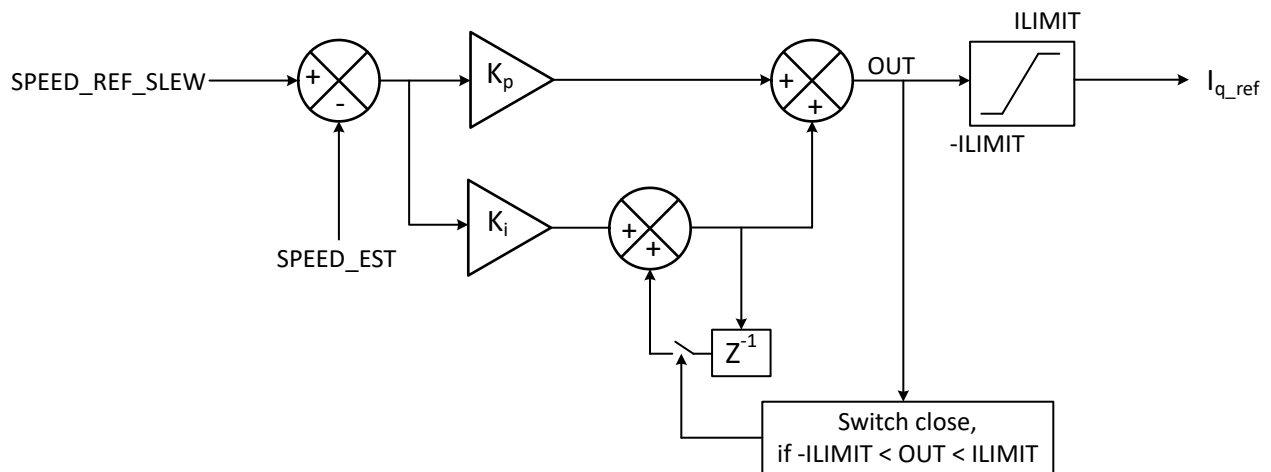 ILIMIT
SPEED_REF_SLEW
+
-
Kp
+
+
OUT
Iq_ref
-ILIMIT
SPEED_EST
Ki
+
+
Z-1
Switch close,
if -ILIMIT < OUT < ILIMIT